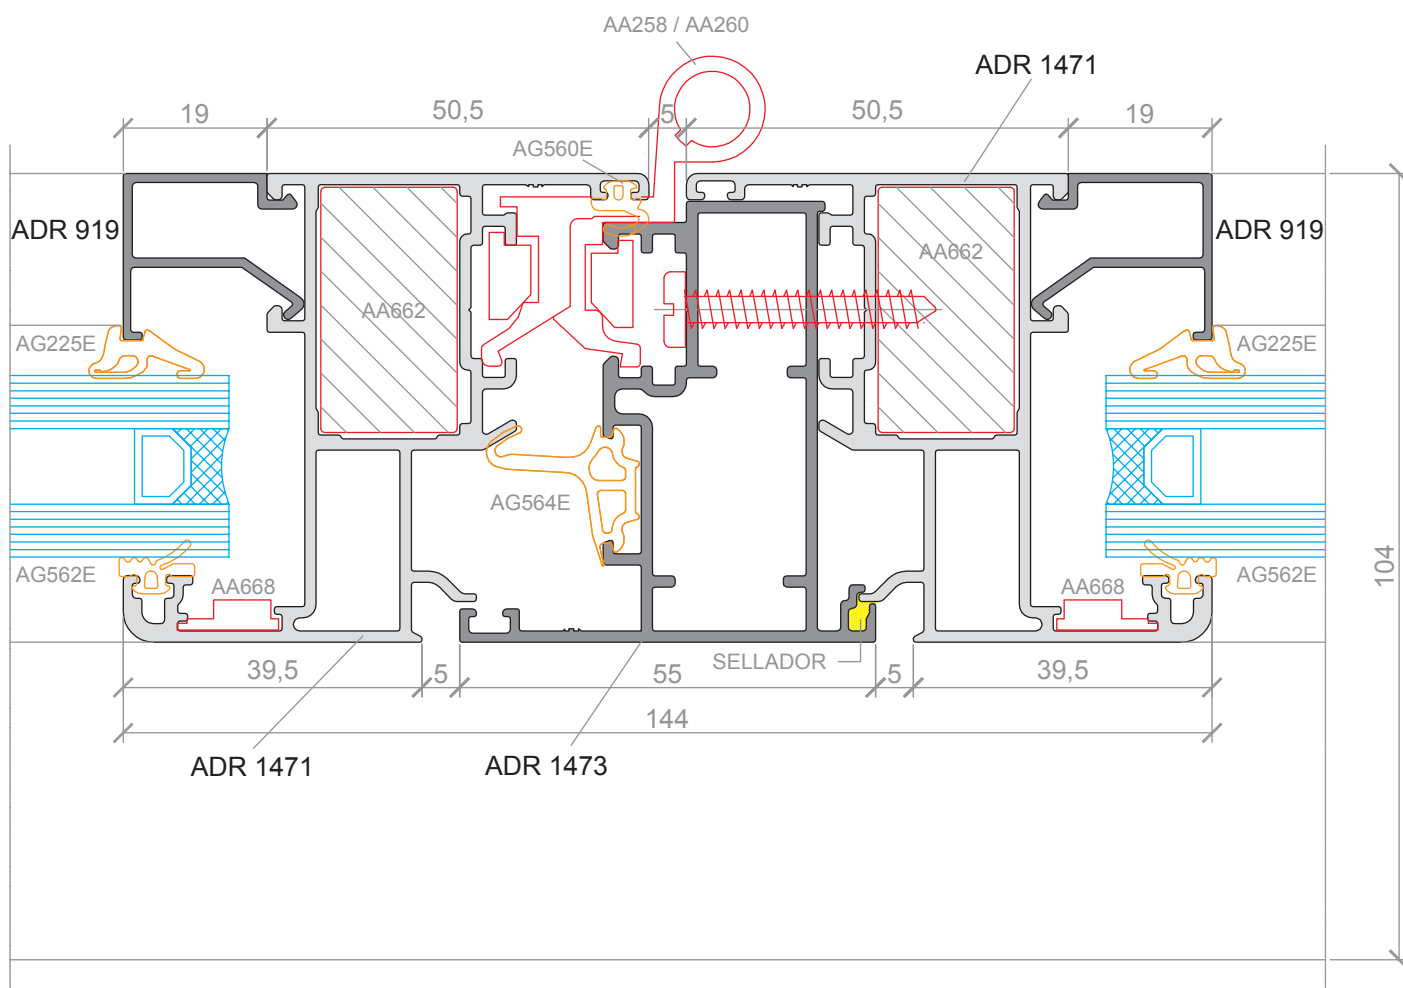 AA258 / AA260
ADR 1471
19
50,5
5
50,5
19
AG560E
ADR 919
AA662
AA662
ADR 919
AG225E
AG225E
AG564E
AG562E
AA668
AA668
AG562E
104
SELLADOR
39,5
5
55
5
39,5
144
ADR 1471
ADR 1473